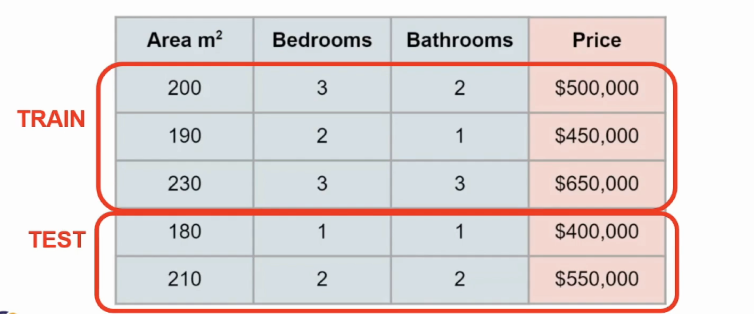 Area m² Bedrooms Bathrooms Price
200 3 2 $500,000
TRAIN
190 2 1 $450,000
230 3 3 $650,000
180 1 1 $400,000
TEST
210 2 2 $550,000